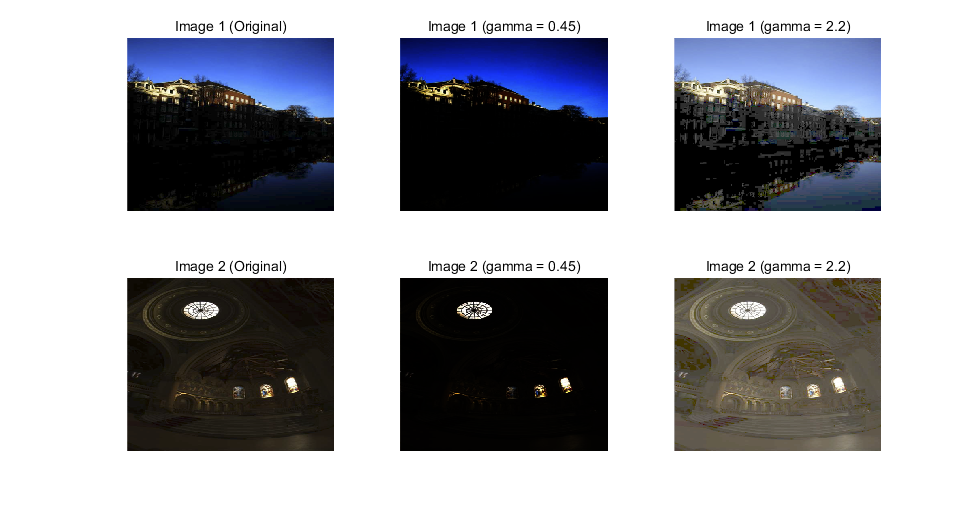 Image 1 (Original)
Image 1 (gamma = 0.45)
Image 1 (gamma = 2.2)
Image 2 (Original)
Image 2 (gamma = 0.45)
Image 2 (gamma = 2.2)